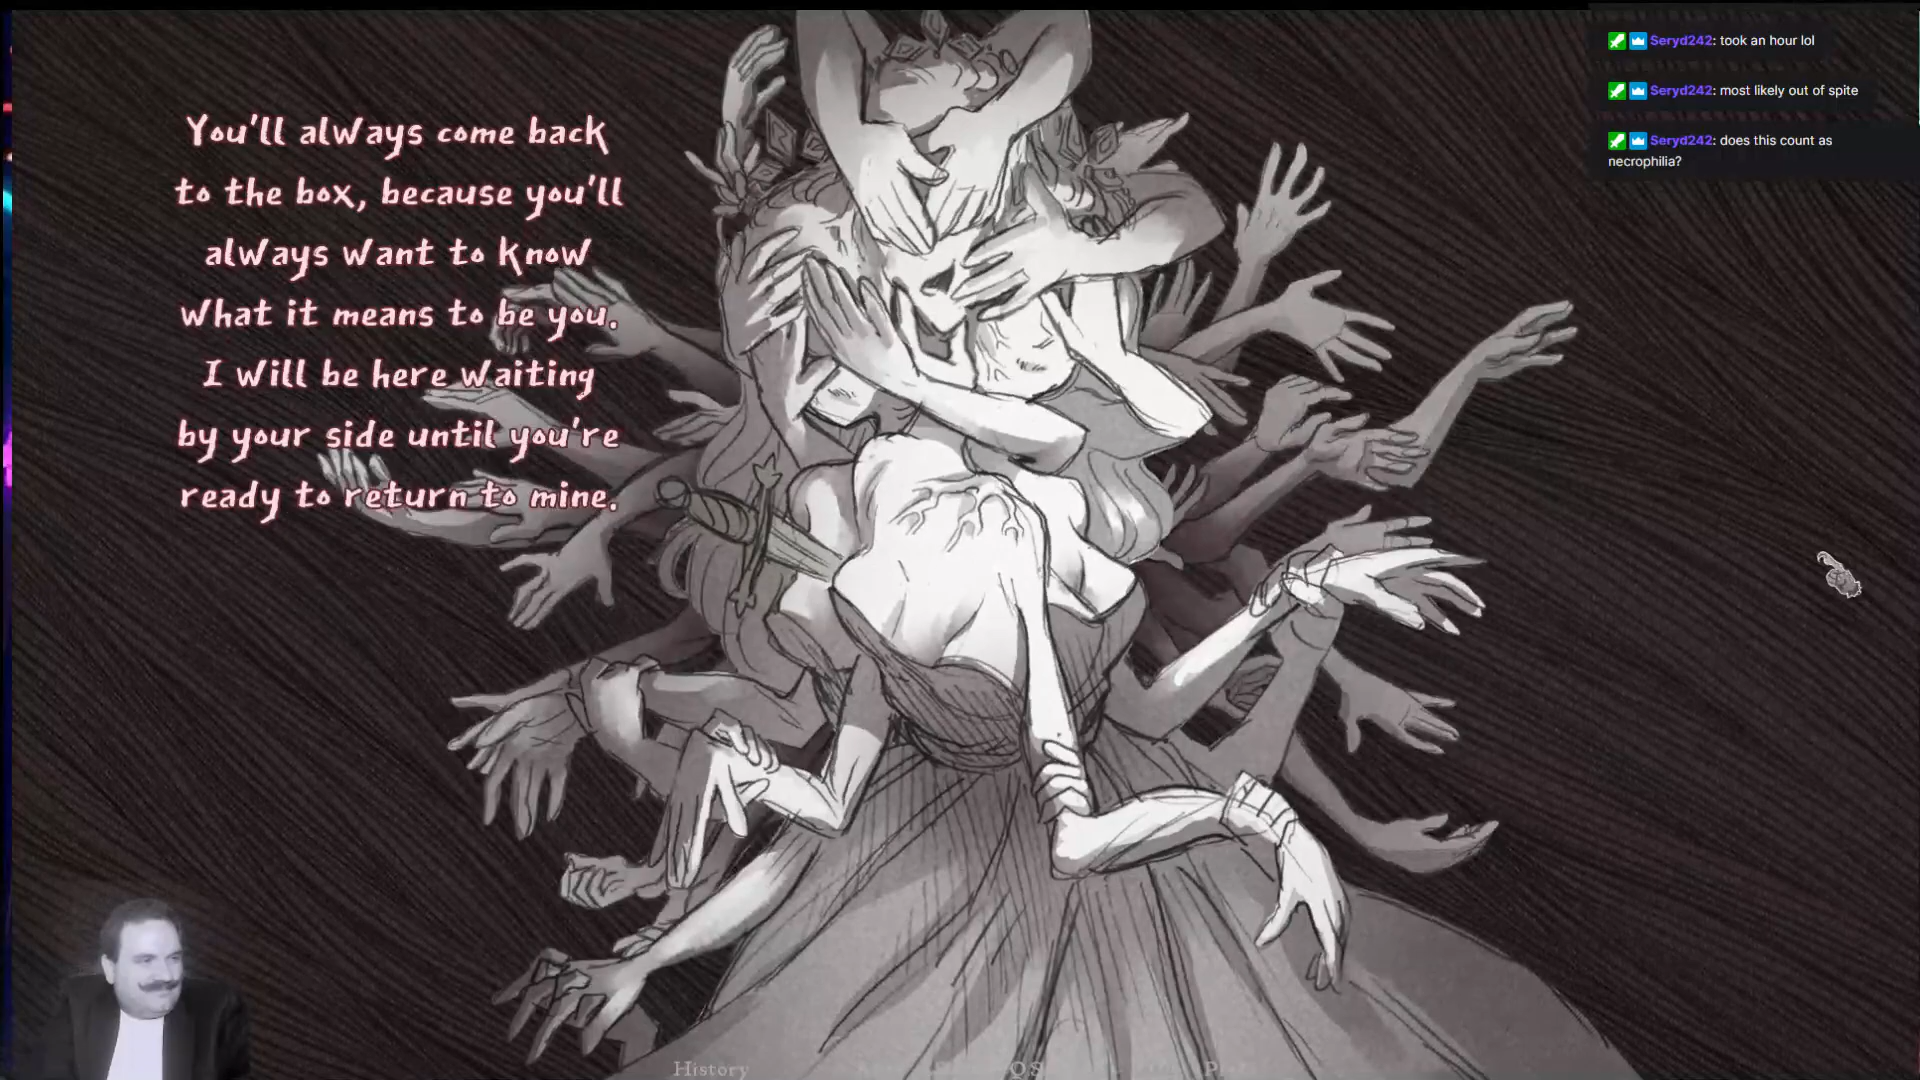 You'll always come back
to the box, because you'll
always want to know
what it means to be you.
I will be here waiting
by your side until you're
ready to return to mine.
Seryd242: took an hour lol
Seryd242: most likely out of spite
Seryd242: does this count as
necrophilia?
History
QS